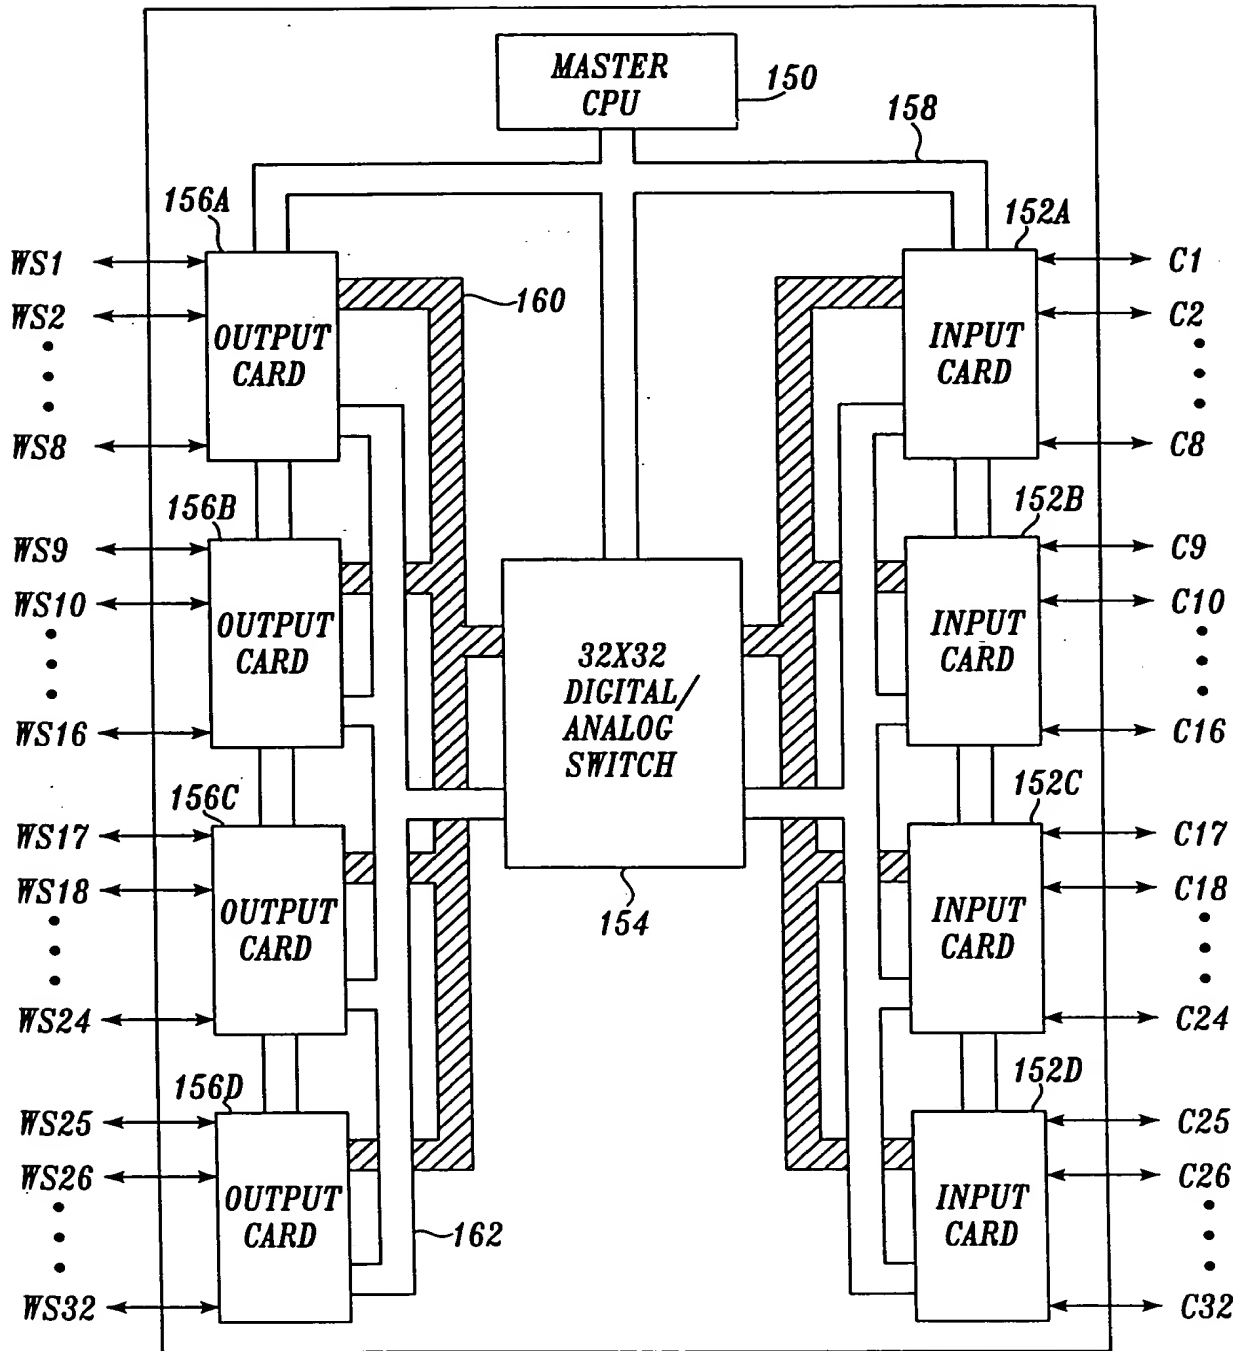 MASTER
CPU
150
158
156A
152A
WS1
C1
WS2
160
C2
OUTPUT
CARD
INPUT
CARD
WS8
C8
156B
152B
WS9
C9
WS10
C10
OUTPUT
CARD
32X32
DIGITAL/
ANALOG
SWITCH
INPUT
CARD
WS16
C16
156C
152C
WS17
C17
WS18
C18
154
OUTPUT
CARD
INPUT
CARD
WS24
C24
156D
152D
WS25
C25
WS26
C26
OUTPUT
CARD
162
INPUT
CARD
WS32
C32